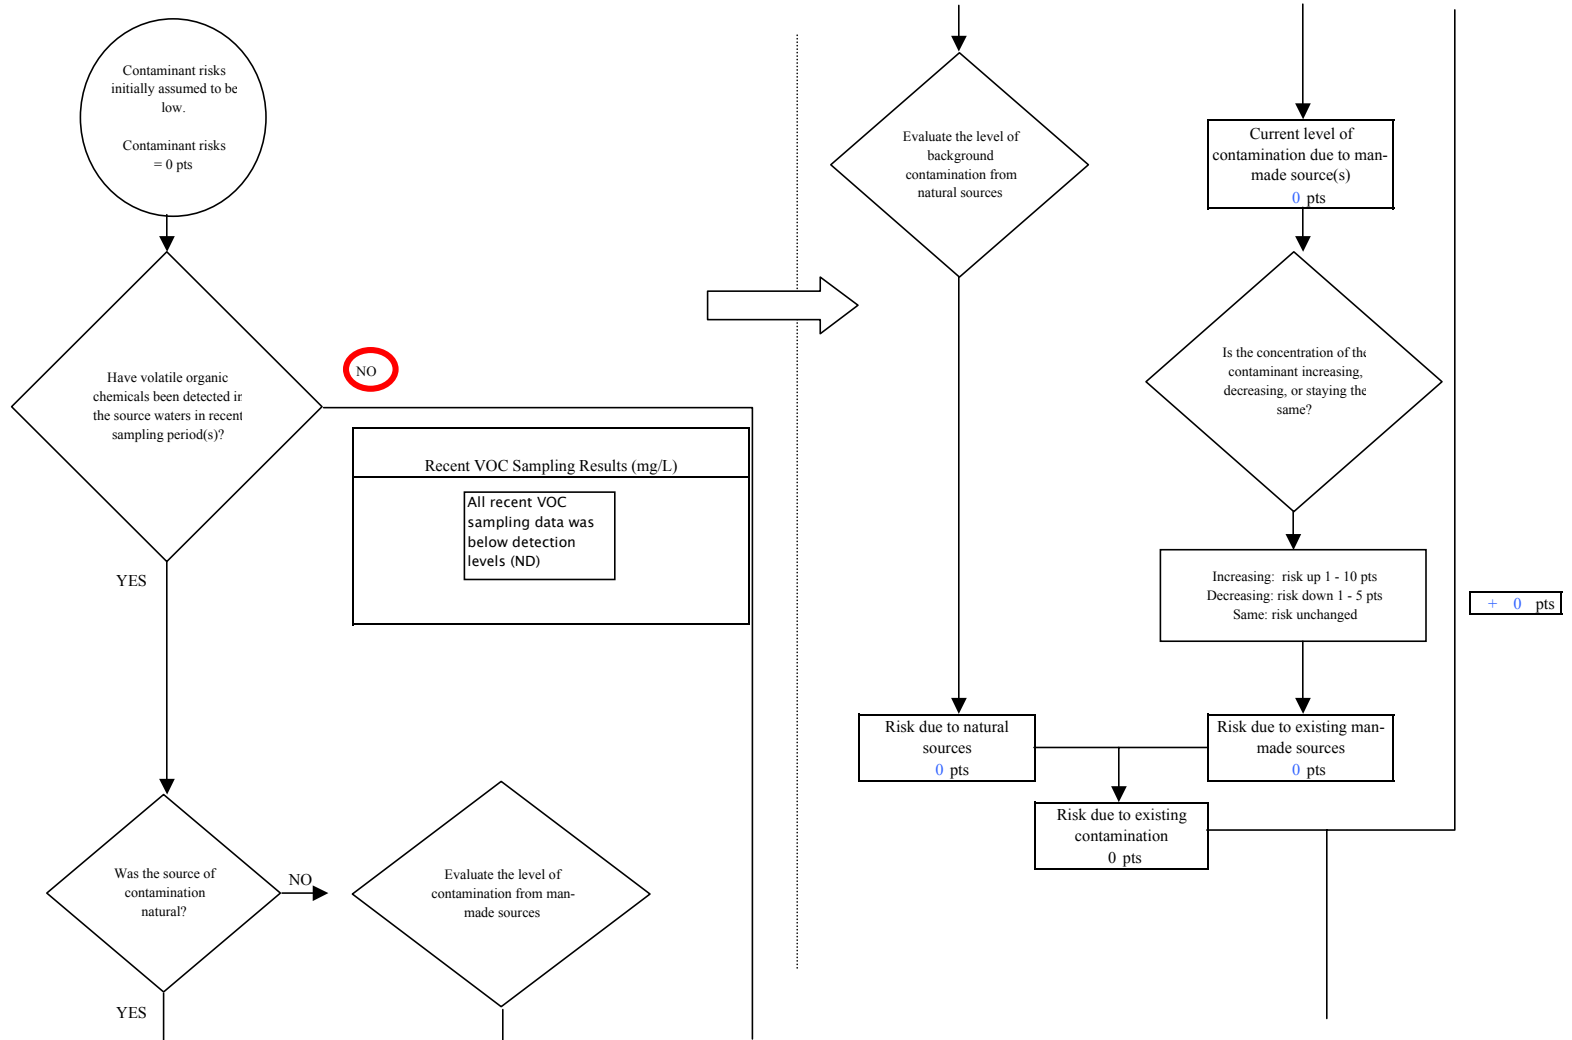 Contaminant risks
initially assumed to be
low.
Contaminant risks
= 0 pts
Have volatile organic
chemicals been detected in
the source waters in recent
sampling period(s)?
NO
Recent VOC Sampling Results (mg/L)
All recent VOC
sampling data was
below detection
levels (ND)
YES
Was the source of
contamination
natural?
NO
Evaluate the level of
contamination from man-
made sources
YES
Evaluate the level of
background
contamination from
natural sources
Current level of
contamination due to man-
made source(s)
0 pts
Is the concentration of the
contaminant increasing,
decreasing, or staying the
same?
Increasing: risk up 1 - 10 pts
Decreasing: risk down 1 - 5 pts
Same: risk unchanged
+ 0 pts
Risk due to natural
sources
0 pts
Risk due to existing man-
made sources
0 pts
Risk due to existing
contamination
0 pts